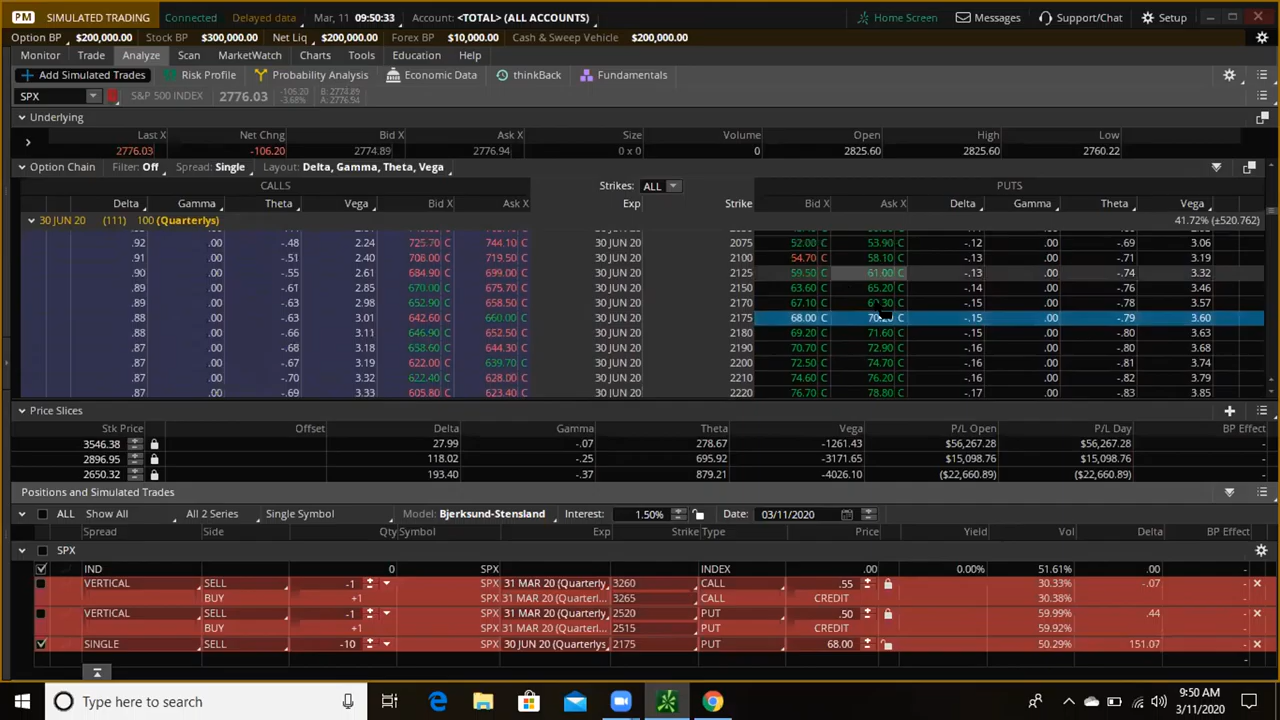 PM SIMULATED TRADING Connected Delayed data Mar, 11 09:50:33 Account: <TOTAL> (ALL ACCOUNTS) Home Screen Messages Support/Chat Setup
Option BP $200,000.00 Stock BP $300,000.00 Net Liq $200,000.00 Forex BP $10,000.00 Cash & Sweep Vehicle $200,000.00
Monitor Trade Analyze Scan MarketWatch Charts Tools Education Help
Add Simulated Trades Risk Profile Probability Analysis Economic Data thinkBack Fundamentals
SPX S&P 500 INDEX 2776.03 -106.20 -3.68% B: 2774.89 A: 2776.94
Underlying
Last X Net Chng Bid X Ask X Size Volume Open High Low
2776.03 -106.20 2774.89 2776.94 0 x 0 0 2825.60 2825.60 2760.22
Option Chain Filter: Off Spread: Single Layout: Delta, Gamma, Theta, Vega
CALLS Strikes: ALL PUTS
Delta Gamma Theta Vega Bid X Ask X Exp Strike Bid X Ask X Delta Gamma Theta Vega
30 JUN 20 (111) 100 (Quarterlys) 41.72% (±520.762)
.92 .00 -.48 2.24 725.70 C 744.10 C 30 JUN 20 2075 52.00 C 53.90 C -.12 .00 -.69 3.06
.91 .00 -.51 2.40 708.00 C 719.50 C 30 JUN 20 2100 54.70 C 58.10 C -.13 .00 -.71 3.19
.90 .00 -.55 2.61 684.90 C 699.00 C 30 JUN 20 2125 59.50 C 61.00 C -.13 .00 -.74 3.32
.89 .00 -.61 2.85 670.00 C 675.70 C 30 JUN 20 2150 63.60 C 65.20 C -.14 .00 -.76 3.46
.89 .00 -.63 2.98 652.90 C 658.50 C 30 JUN 20 2170 67.10 C C -.15 .00 -.78 3.57
.88 .00 -.63 3.01 642.60 C 660.00 C 30 JUN 20 2175 68.00 C C -.15 .00 -.79 3.60
.88 .00 -.66 3.11 646.90 C 652.50 C 30 JUN 20 2180 69.20 C 71.60 C -.15 .00 -.80 3.63
.87 .00 -.68 3.18 658.60 C 644.30 C 30 JUN 20 2190 70.70 C 72.90 C -.16 .00 -.80 3.68
.87 .00 -.67 3.19 622.00 C 639.70 C 30 JUN 20 2200 72.50 C 74.70 C -.16 .00 -.81 3.74
.87 .00 -.70 3.32 622.40 C 628.00 C 30 JUN 20 2210 74.60 C 76.20 C -.16 .00 -.82 3.79
.87 .00 -.69 3.33 605.80 C 623.40 C 30 JUN 20 2220 76.70 C 78.80 C -.17 .00 -.83 3.85
Price Slices
Stk Price Offset Delta Gamma Theta Vega P/L Open P/L Day BP Effect
3546.38 27.99 -.07 278.67 -1261.43 $56,267.28 $56,267.28 -
2896.95 118.02 -.25 695.92 -3171.65 $15,098.76 $15,098.76 -
2650.32 193.40 -.37 879.21 -4026.10 ($22,660.89) ($22,660.89) -
Positions and Simulated Trades
ALL Show All All 2 Series Single Symbol Model: Bjerksund-Stensland Interest: 1.50% Date: 03/11/2020
Spread Side Qty Symbol Exp Strike Type Price Yield Vol Delta BP Effect
SPX
IND 0 SPX INDEX .00 0.00% 51.61% .00 -
VERTICAL SELL -1 SPX 31 MAR 20 (Quarterly 3260 CALL .55 30.33% -.07 -
BUY +1 SPX 31 MAR 20 (Quarterl... 3265 CALL CREDIT 30.38% -
VERTICAL SELL -1 SPX 31 MAR 20 (Quarterly 2520 PUT .50 59.99% .44 -
BUY +1 SPX 31 MAR 20 (Quarterl... 2515 PUT CREDIT 59.92% -
SINGLE SELL -10 SPX 30 JUN 20 (Quarterlys) 2175 PUT 68.00 50.29% 151.07 -
Type here to search 9:50 AM
3/11/2020